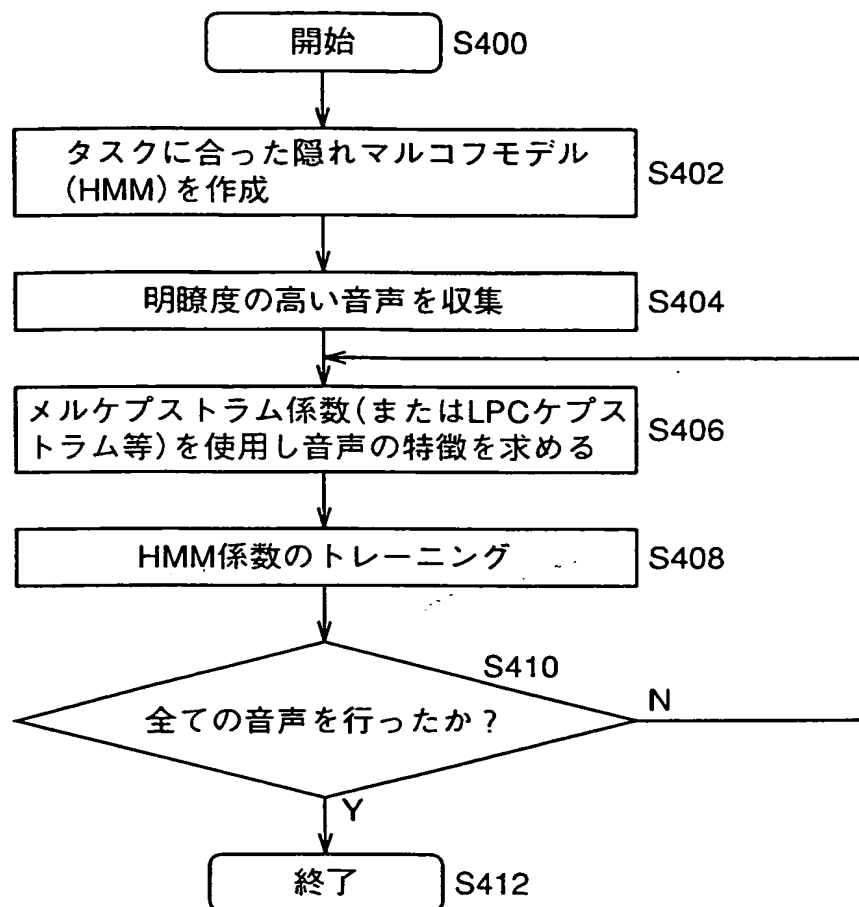 開始
S400
タスクに合った隠れマルコフモデル
(HMM)を作成
S402
明瞭度の高い音声を収集
S404
メルケプストラム係数(またはLPCケプス
トラム等)を使用し音声の特徴を求める
S406
HMM係数のトレーニング
S408
S410
全ての音声を行ったか?
N
Y
終了
S412